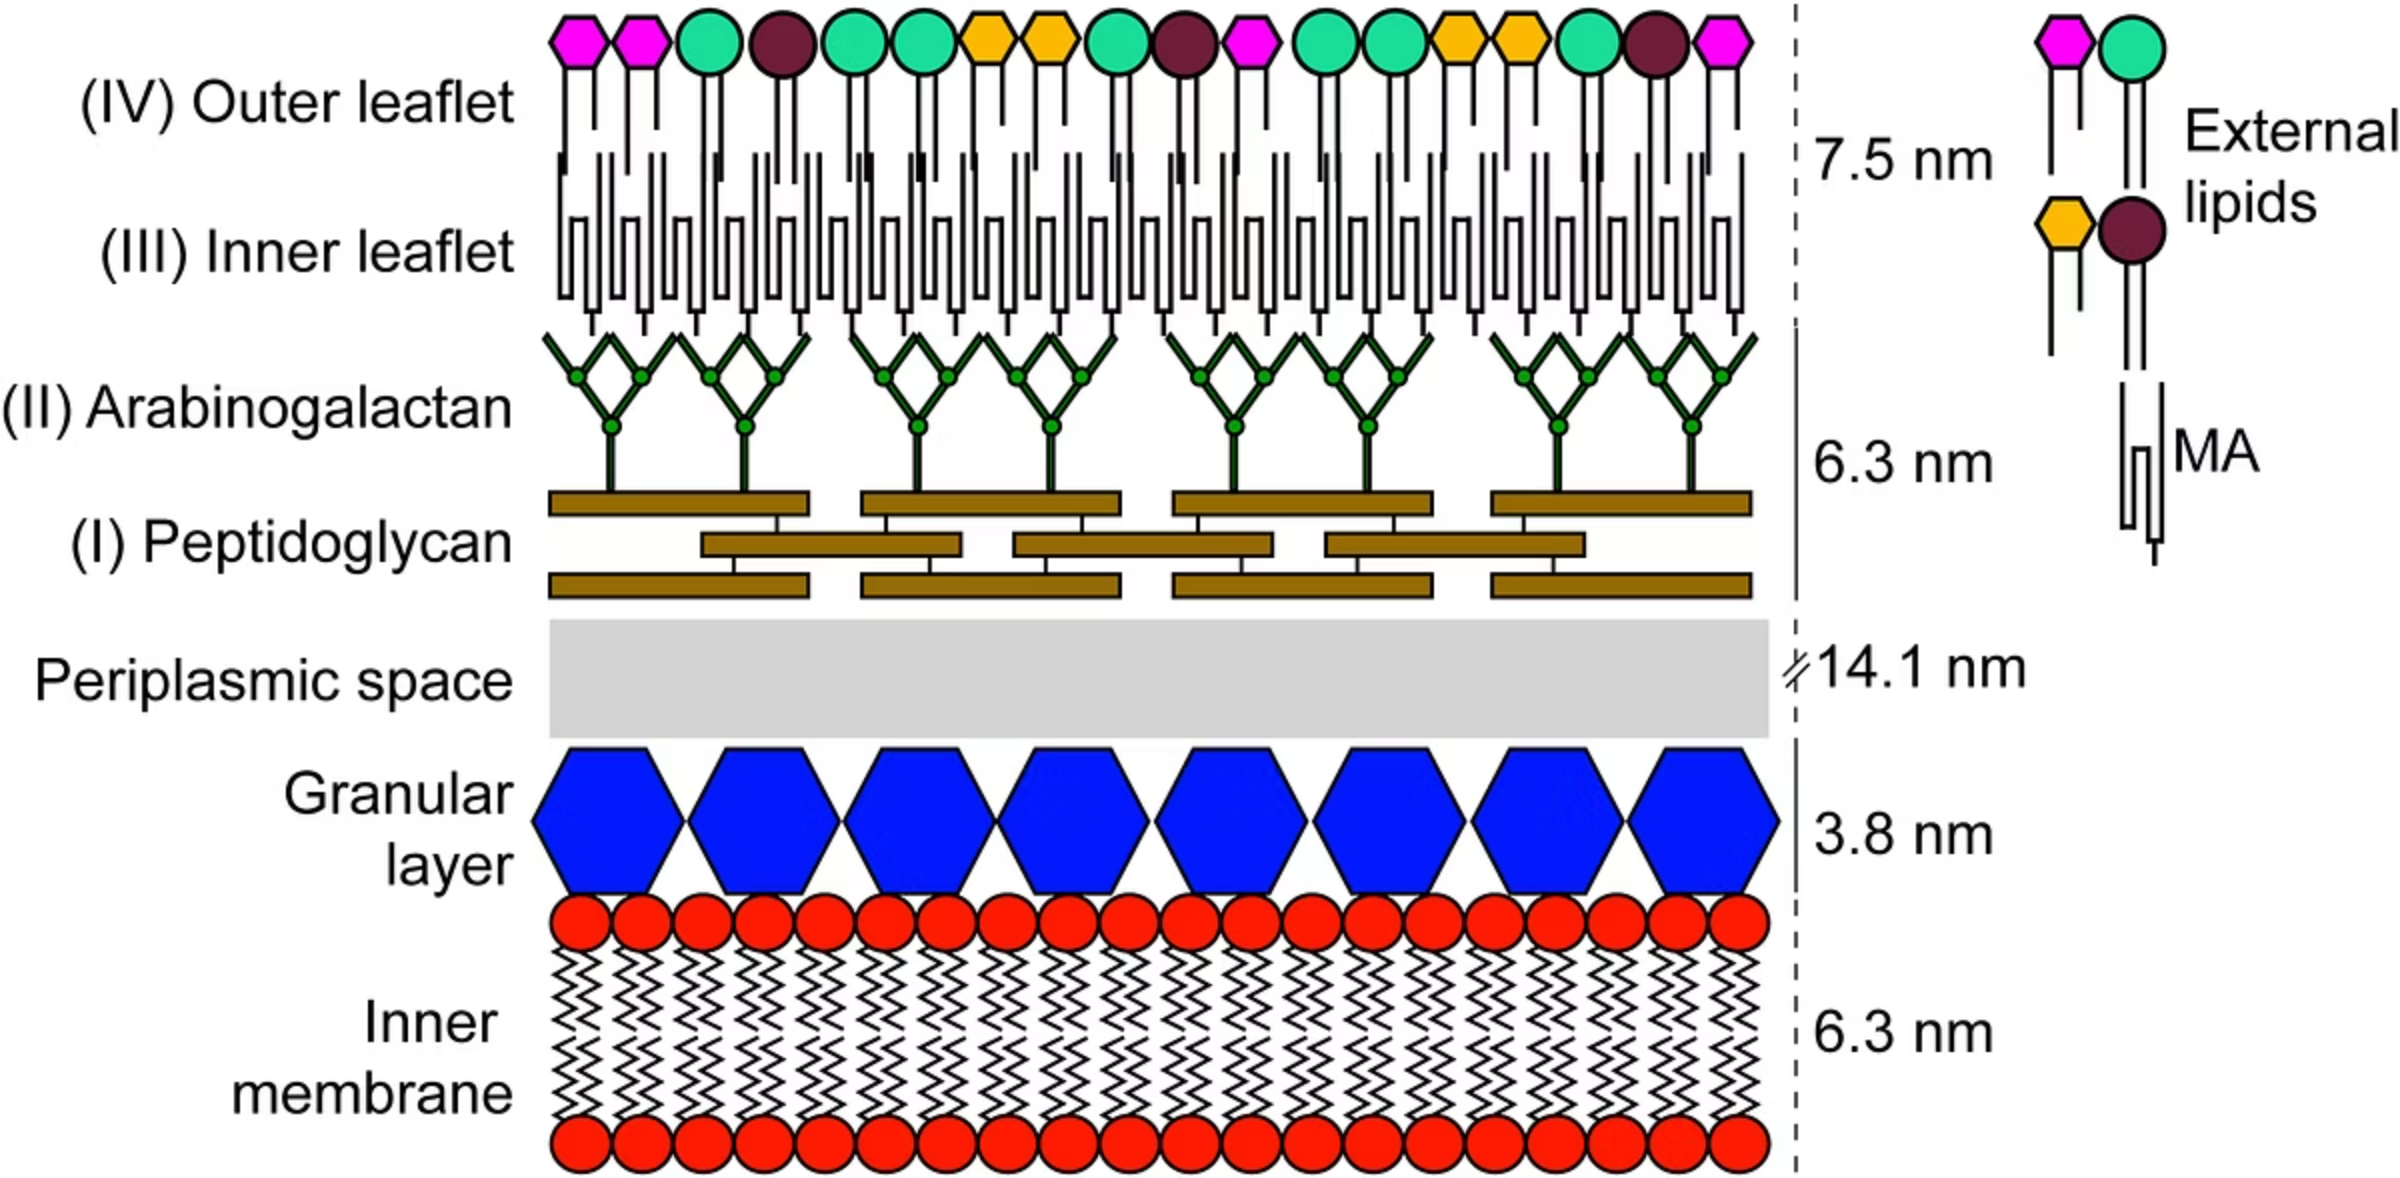 (IV) Outer leaflet
(III) Inner leaflet
(II) Arabinogalactan
(I) Peptidoglycan
Periplasmic space
Granular
layer
Inner
membrane
7.5 nm
6.3 nm
14.1 nm
3.8 nm
6.3 nm
External
lipids
MA